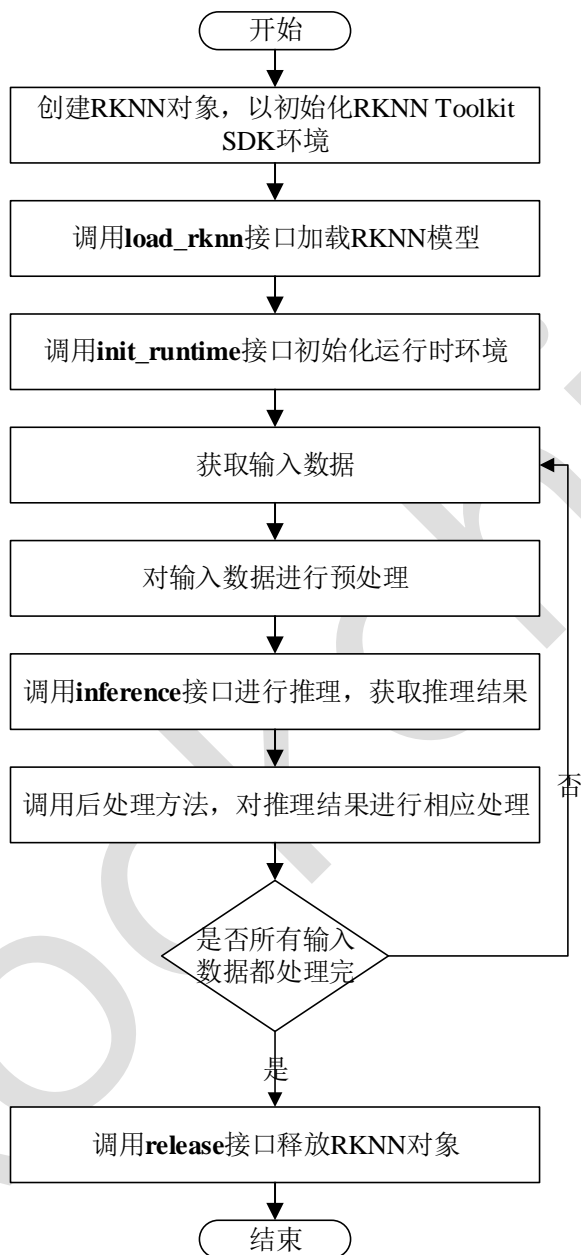 开始
创建RKNN对象，以初始化RKNN Toolkit
SDK环境
调用load_rknn接口加载RKNN模型
调用init_runtime接口初始化运行时环境
获取输入数据
对输入数据进行预处理
调用inference接口进行推理，获取推理结果
调用后处理方法，对推理结果进行相应处理
否
是否所有输入
数据都处理完
是
调用release接口释放RKNN对象
结束